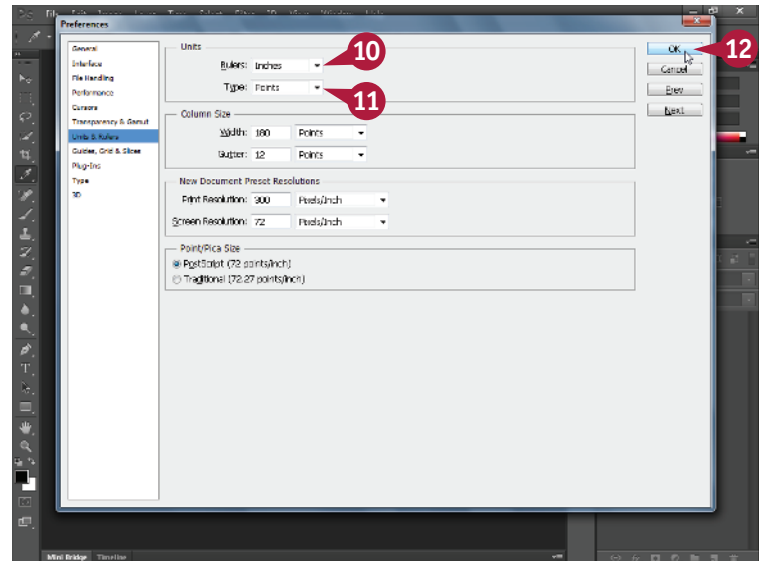 Preferences
General
Interface
File Handling
Performance
Cursors
Transparency & Gamut
Units & Rulers
Guides, Grid & Slices
Plug-Ins
Type
3D
Units
Rulers: Inches
10
Type: Points
11
Column Size
Width: 180 Points
Gutter: 12 Points
New Document Preset Resolutions
Print Resolution: 300 Pixels/Inch
Screen Resolution: 72 Pixels/Inch
Point/Pica Size
PostScript (72 points/inch)
Traditional (72.27 points/inch)
OK
12
Cancel
Prev
Next
Mini Bridge Timeline